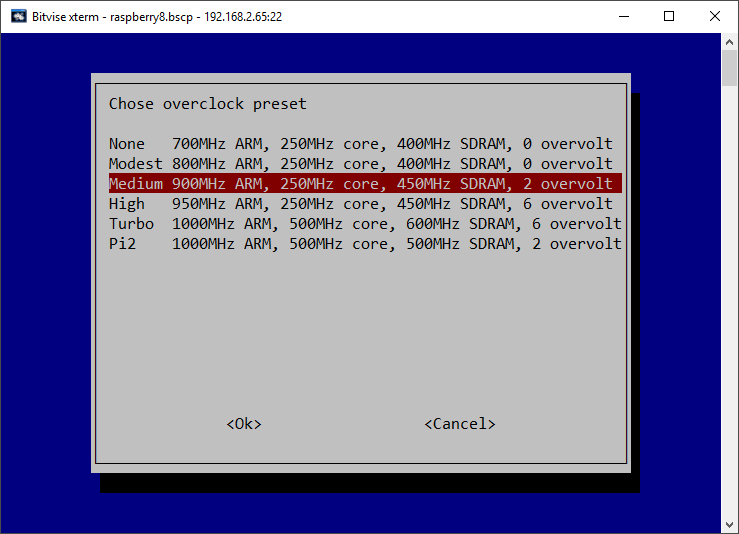 Bitvise xterm - raspberry8.bscp - 192.168.2.65:22
Chose overclock preset
None   700MHz ARM, 250MHz core, 400MHz SDRAM, 0 overvolt
Modest 800MHz ARM, 250MHz core, 400MHz SDRAM, 0 overvolt
Medium 900MHz ARM, 250MHz core, 450MHz SDRAM, 2 overvolt
High   950MHz ARM, 250MHz core, 450MHz SDRAM, 6 overvolt
Turbo  1000MHz ARM, 500MHz core, 600MHz SDRAM, 6 overvolt
Pi2    1000MHz ARM, 500MHz core, 500MHz SDRAM, 2 overvolt
<Ok> <Cancel>